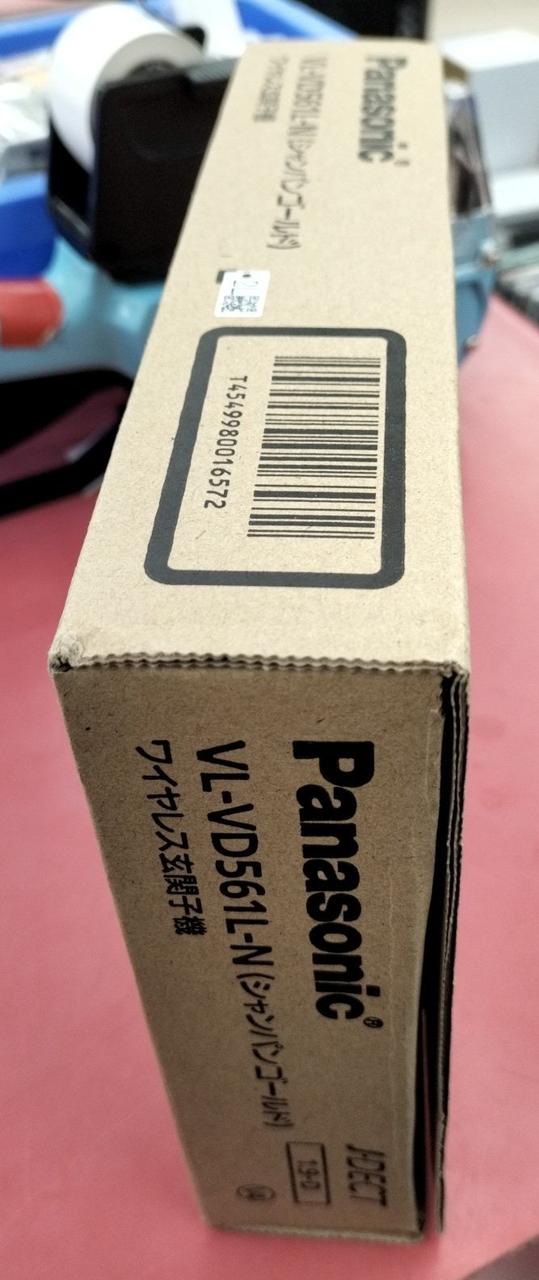 Panasonic®
VL-VD561L-N(シャンパンゴールド)
ワイヤレス玄関子機
T4549980016572
Panasonic®
VL-VD561L-N(シャンパンゴールド)
ワイヤレス玄関子機
J-DECT
1.9-D